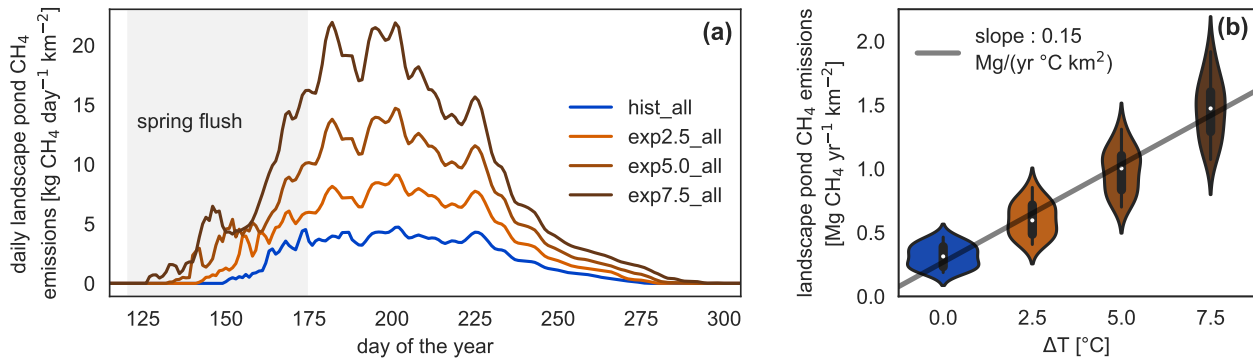 daily landscape pond CH₄
emissions [kg CH₄ day⁻¹ km⁻²]
20
15
10
5
0
(a)
spring flush
hist_all
exp2.5_all
exp5.0_all
exp7.5_all
125 150 175 200 225 250 275 300
day of the year
landscape pond CH₄ emissions
[Mg CH₄ yr⁻¹ km⁻²]
2.0
1.5
1.0
0.5
0.0
(b)
slope : 0.15
Mg/(yr °C km²)
0.0 2.5 5.0 7.5
ΔT [°C]